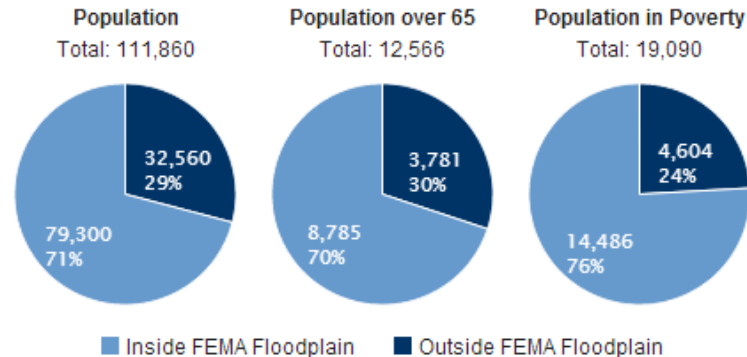 Population
Total: 111,860
32,560
29%
79,300
71%
Population over 65
Total: 12,566
3,781
30%
8,785
70%
Population in Poverty
Total: 19,090
4,604
24%
14,486
76%
Inside FEMA Floodplain
Outside FEMA Floodplain